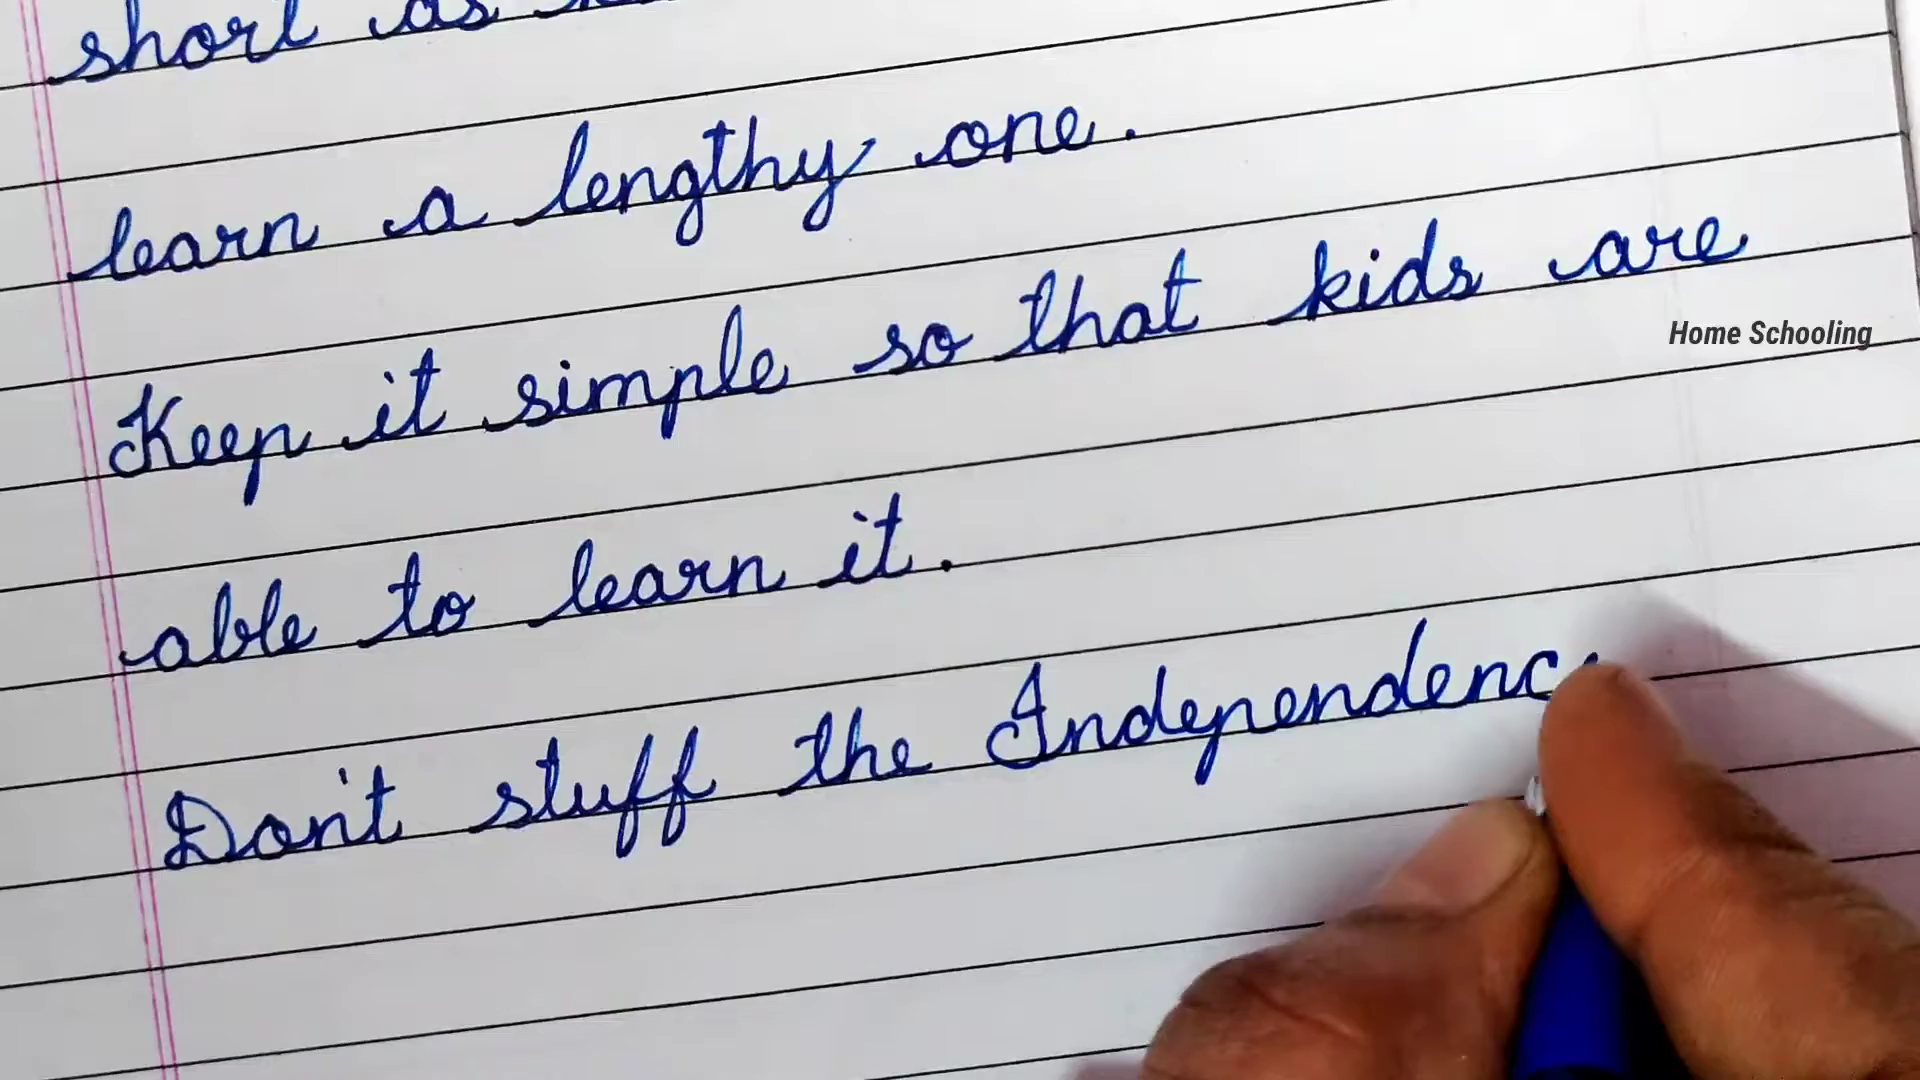 short as
learn a lengthy one.
Keep it simple so that kids are
Home Schooling
able to learn it.
Don't stuff the Independenc